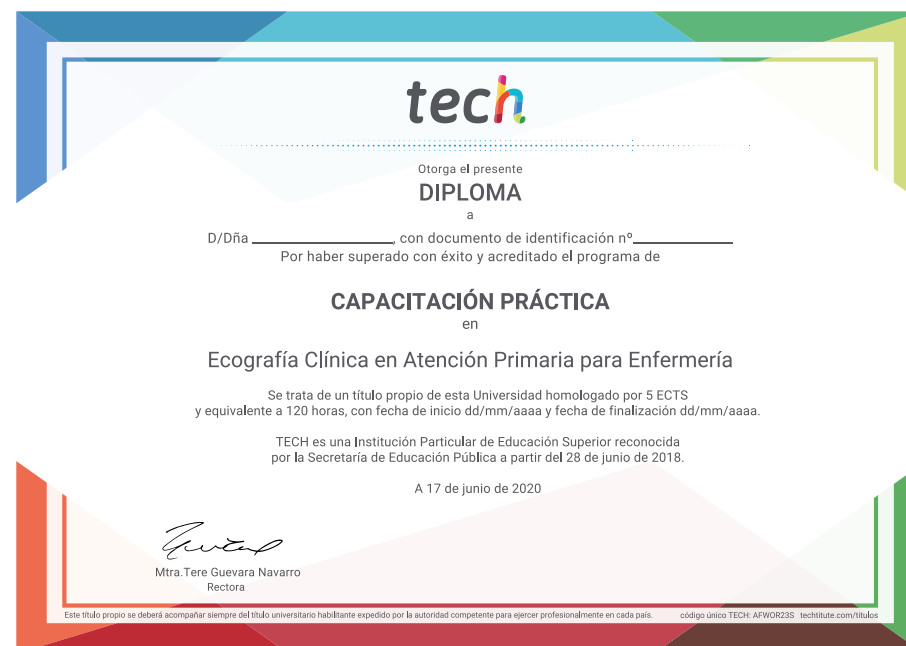 tech
Otorga el presente
DIPLOMA
a
D/Dña ____________________, con documento de identificación nº______________
Por haber superado con éxito y acreditado el programa de
CAPACITACIÓN PRÁCTICA
en
Ecografía Clínica en Atención Primaria para Enfermería
Se trata de un título propio de esta Universidad homologado por 5 ECTS
y equivalente a 120 horas, con fecha de inicio dd/mm/aaaa y fecha de finalización dd/mm/aaaa.
TECH es una Institución Particular de Educación Superior reconocida
por la Secretaría de Educación Pública a partir del 28 de junio de 2018.
A 17 de junio de 2020
Mtra.Tere Guevara Navarro
Rectora
Este título propio se deberá acompañar siempre del título universitario habilitante expedido por la autoridad competente para ejercer profesionalmente en cada país. código único TECH: AFWOR23S techtitute.com/titulos